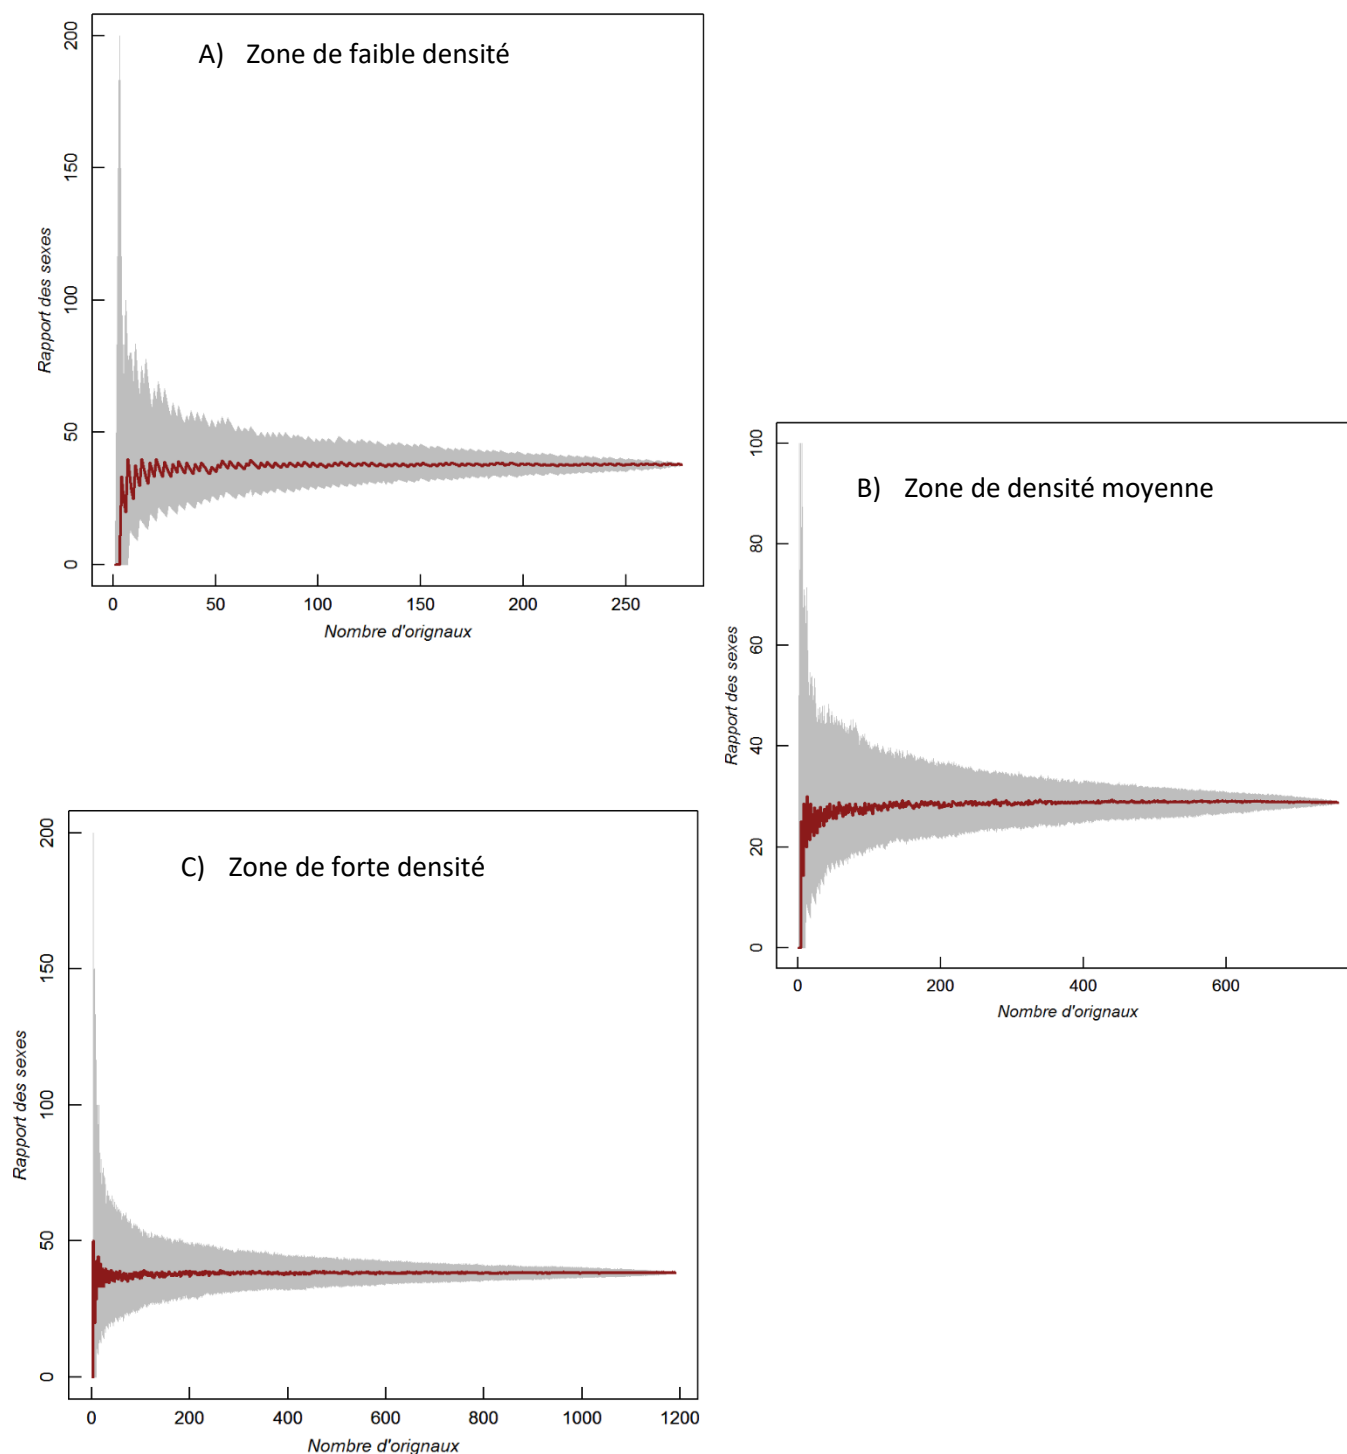 A) Zone de faible densité
200
150
100
50
0
Rapport des sexes
0 50 100 150 200 250
Nombre d'orignaux
B) Zone de densité moyenne
100
80
60
40
20
0
Rapport des sexes
0 200 400 600
Nombre d'orignaux
C) Zone de forte densité
200
150
100
50
0
Rapport des sexes
0 200 400 600 800 1000 1200
Nombre d'orignaux